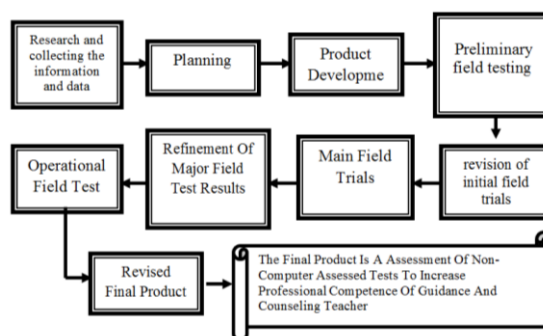 Research and
collecting the
information
and data
Planning
Product
Developme
Preliminary
field testing
Operational
Field Test
Refinement Of
Major Field
Test Results
Main Field
Trials
revision of
initial field
trials
Revised
Final Product
The Final Product Is A Assessment Of Non-
Computer Assessed Tests To Increase
Professional Competence Of Guidance And
Counseling Teacher